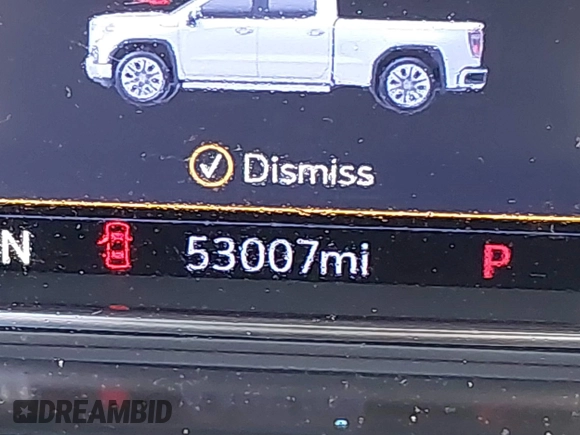 Dismiss
N
53007mi
P
DREAMBID